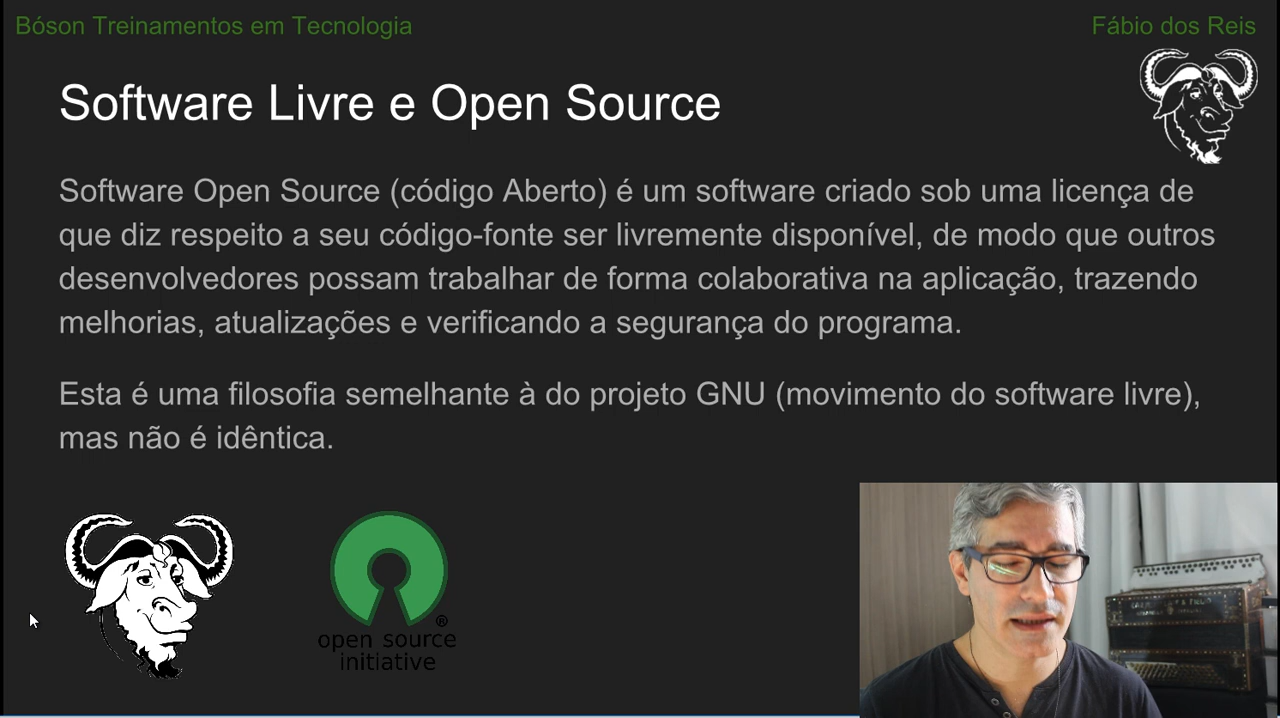 Bóson Treinamentos em Tecnologia
Fábio dos Reis
Software Livre e Open Source
Software Open Source (código Aberto) é um software criado sob uma licença de
que diz respeito a seu código-fonte ser livremente disponível, de modo que outros
desenvolvedores possam trabalhar de forma colaborativa na aplicação, trazendo
melhorias, atualizações e verificando a segurança do programa.
Esta é uma filosofia semelhante à do projeto GNU (movimento do software livre),
mas não é idêntica.
®
open source
initiative